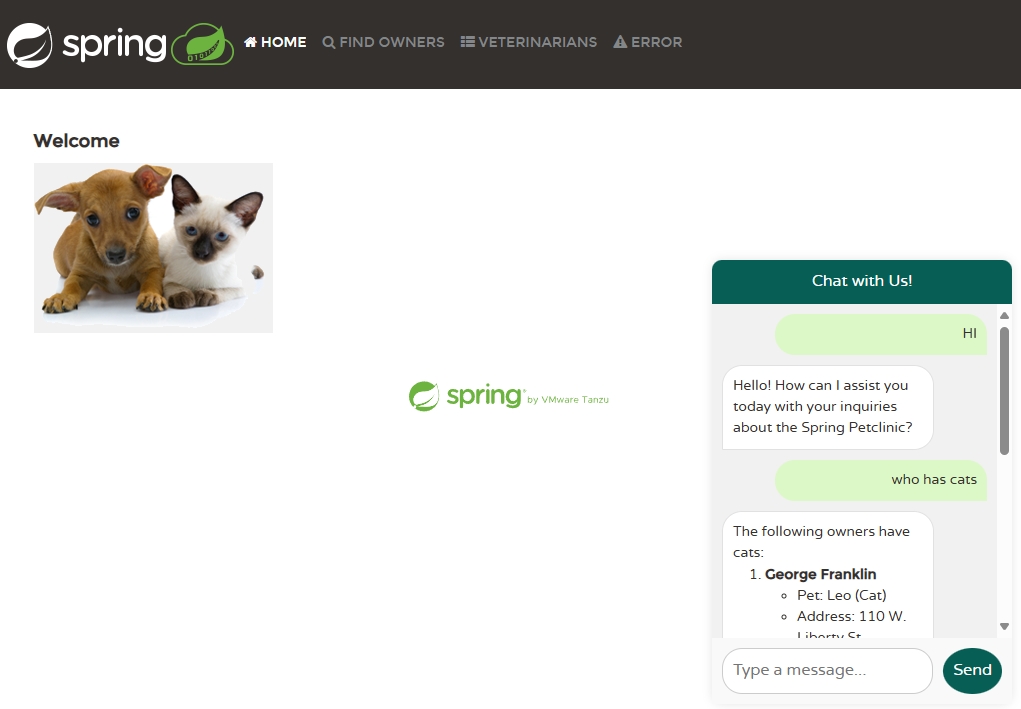 spring
HOME FIND OWNERS VETERINARIANS ERROR
Welcome
spring by VMware Tanzu
Chat with Us!
HI
Hello! How can I assist you
today with your inquiries
about the Spring Petclinic?
who has cats
The following owners have
cats:
1. George Franklin
Pet: Leo (Cat)
Address: 110 W.
Liberty St.
Type a message...
Send